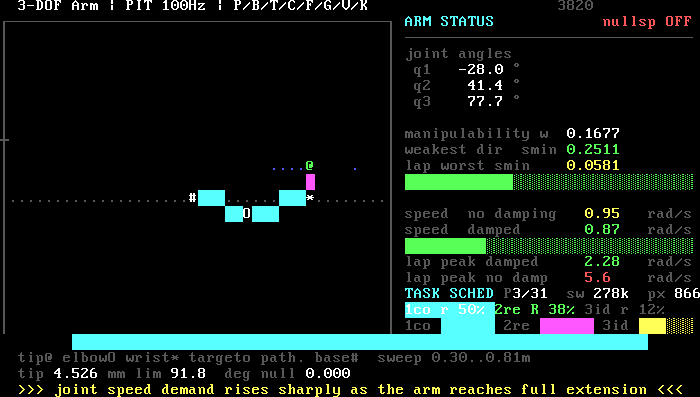 3-DOF Arm | PIT 100Hz | P/B/T/C/F/G/V/K 3820
ARM STATUS nullsp OFF
joint angles
q1 -28.0 °
q2 41.4 °
q3 77.7 °
manipulability w 0.1677
weakest dir smin 0.2511
lap worst smin 0.0581
speed no damping 0.95 rad/s
speed damped 0.87 rad/s
lap peak damped 2.28 rad/s
lap peak no damp 5.6 rad/s
TASK SCHED P3/31 sw 278k px 866
1co r 50% 2re R 38% 3id r 12%
1co 2re 3id
@
#
O
*
tip@ elbowO wrist* targeto path. base# sweep 0.30..0.81m
tip 4.526 mm lim 91.8 deg null 0.000
>>> joint speed demand rises sharply as the arm reaches full extension <<<